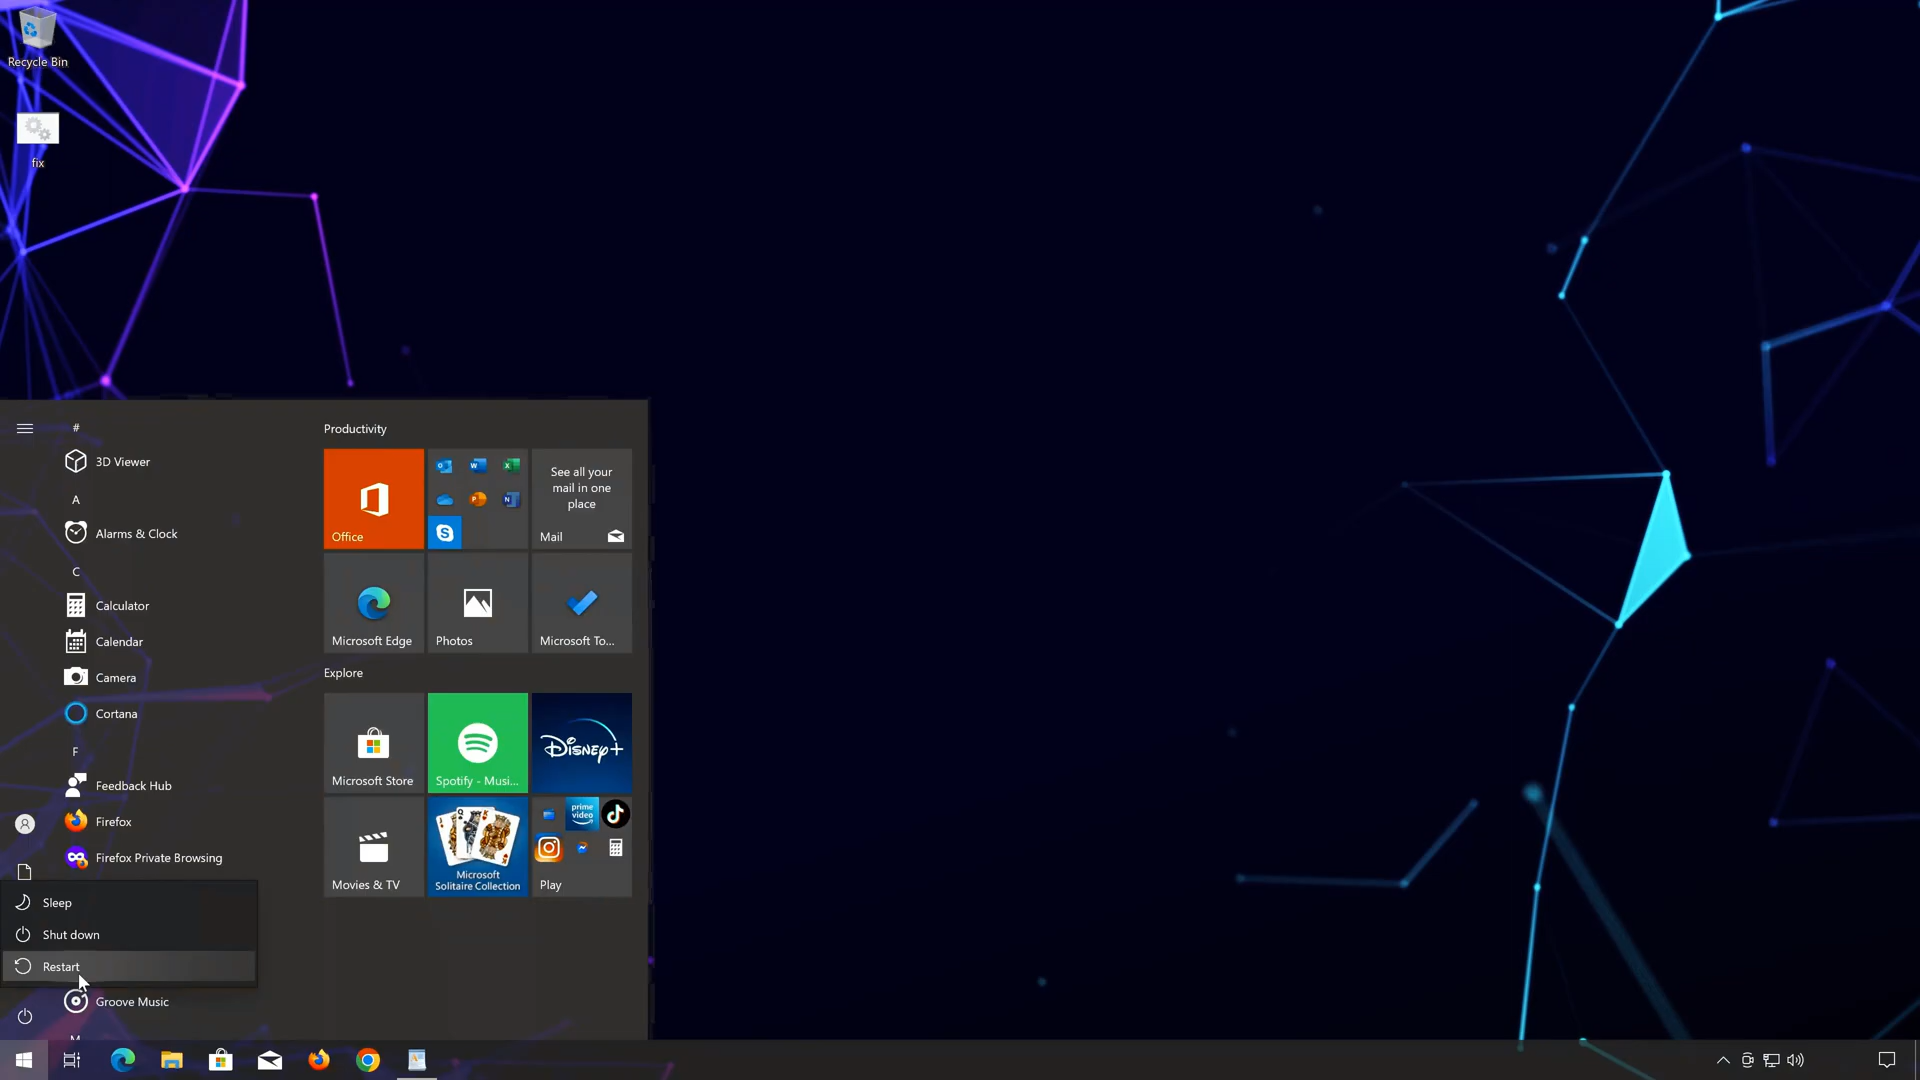 Recycle Bin
fix
#
3D Viewer
A
Alarms & Clock
C
Calculator
Calendar
Camera
Cortana
F
Feedback Hub
Firefox
Firefox Private Browsing
Sleep
Shut down
Restart
Groove Music
M
Productivity
Office
See all your
mail in one
place
Mail
Microsoft Edge
Photos
Microsoft To...
Explore
Microsoft Store
Spotify - Musi...
Disney+
Movies & TV
Microsoft
Solitaire Collection
prime
video
Play